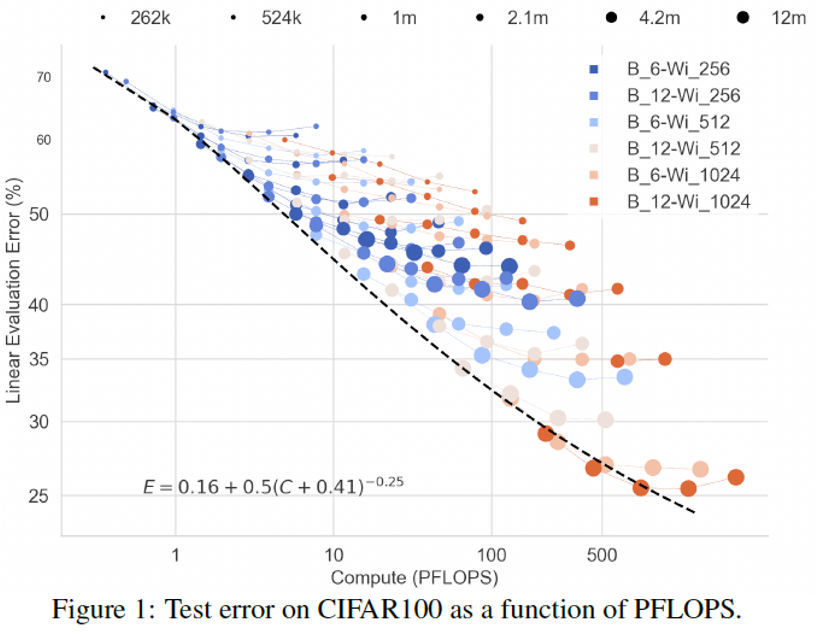 262k 524k 1m 2.1m 4.2m 12m
70
60
50
40
35
30
25
Linear Evaluation Error (%)
B_6-Wi_256
B_12-Wi_256
B_6-Wi_512
B_12-Wi_512
B_6-Wi_1024
B_12-Wi_1024
E = 0.16 + 0.5(C + 0.41)^{-0.25}
1 10 100 500
Compute (PFLOPS)
Figure 1: Test error on CIFAR100 as a function of PFLOPS.